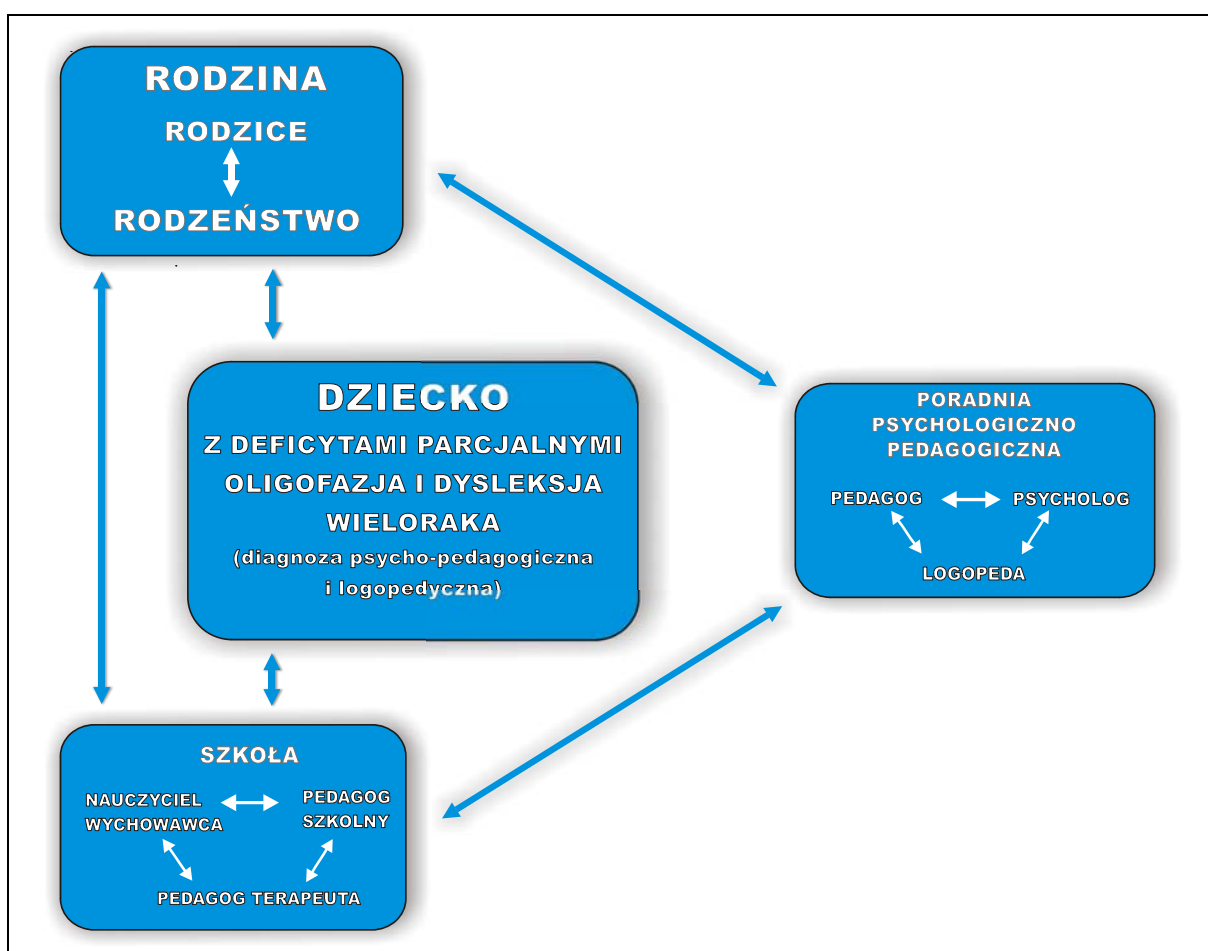 RODZINA
RODZICE
RODZEŃSTWO
DZIECKO
Z DEFICYTAMI PARCJALNYMI
OLIGOFAZJA I DYSLEKSJA
WIELORAKA
(diagnoza psycho-pedagogiczna
i logopedyczna)
PORADNIA
PSYCHOLOGICZNO
PEDAGOGICZNA
PEDAGOG PSYCHOLOG
LOGOPEDA
SZKOŁA
NAUCZYCIEL
WYCHOWAWCA
PEDAGOG
SZKOLNY
PEDAGOG TERAPEUTA